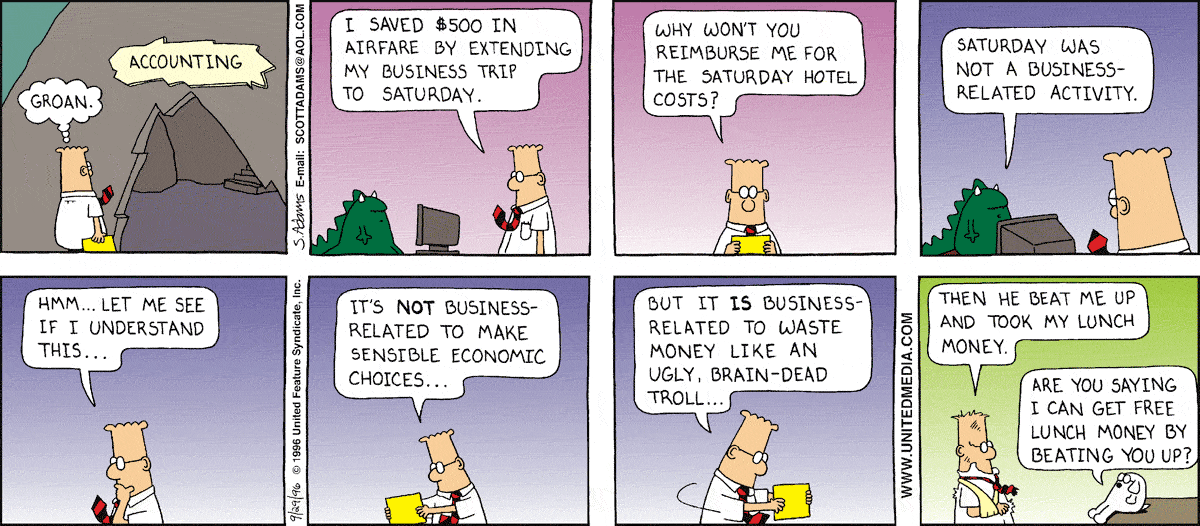 ACCOUNTING
GROAN.
S.Adams E-mail: SCOTTADAMS@AOL.COM
I SAVED $500 IN
AIRFARE BY EXTENDING
MY BUSINESS TRIP
TO SATURDAY.
WHY WON'T YOU
REIMBURSE ME FOR
THE SATURDAY HOTEL
COSTS?
SATURDAY WAS
NOT A BUSINESS-
RELATED ACTIVITY.
HMM... LET ME SEE
IF I UNDERSTAND
THIS...
9/29/96 © 1996 United Feature Syndicate, Inc.
IT'S NOT BUSINESS-
RELATED TO MAKE
SENSIBLE ECONOMIC
CHOICES...
BUT IT IS BUSINESS-
RELATED TO WASTE
MONEY LIKE AN
UGLY, BRAIN-DEAD
TROLL...
WWW.UNITEDMEDIA.COM
THEN HE BEAT ME UP
AND TOOK MY LUNCH
MONEY.
ARE YOU SAYING
I CAN GET FREE
LUNCH MONEY BY
BEATING YOU UP?